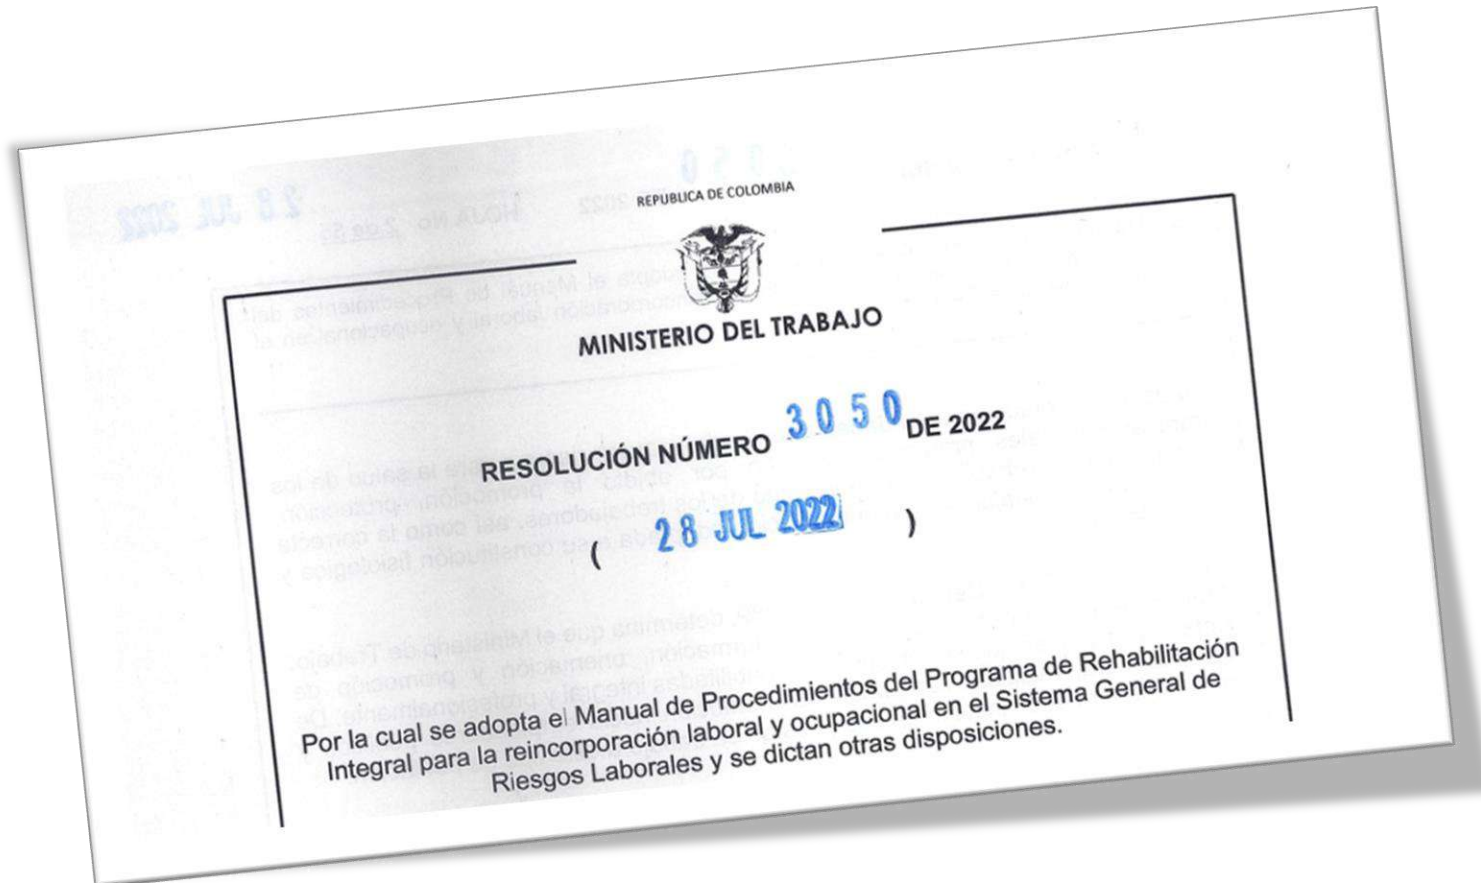 REPUBLICA DE COLOMBIA
MINISTERIO DEL TRABAJO
RESOLUCIÓN NÚMERO 3050 DE 2022
( 28 JUL 2022 )
Por la cual se adopta el Manual de Procedimientos del Programa de Rehabilitación
Integral para la reincorporación laboral y ocupacional en el Sistema General de
Riesgos Laborales y se dictan otras disposiciones.